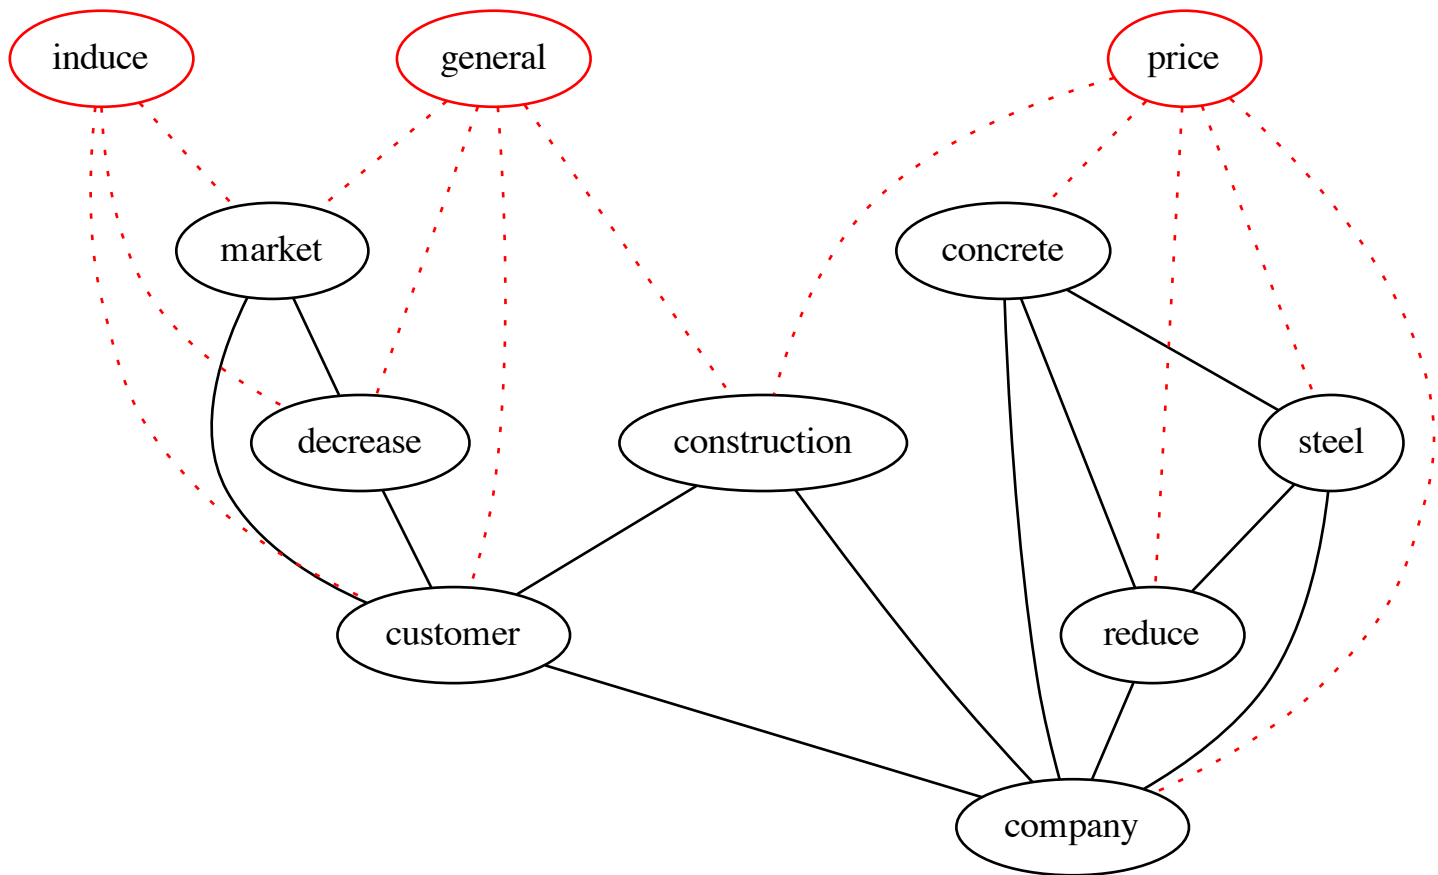 induce
general
price
market
concrete
decrease
construction
steel
customer
reduce
company